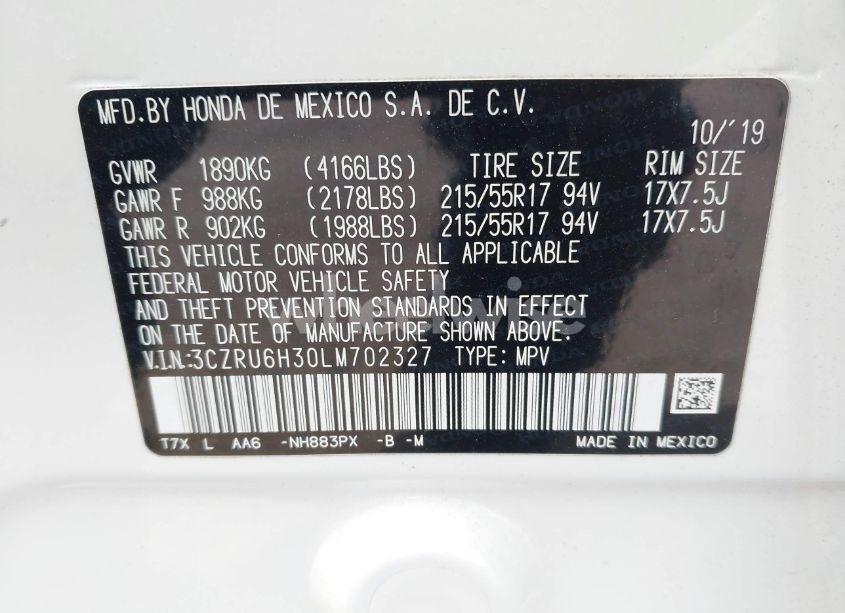 MFD.BY HONDA DE MEXICO S.A. DE C.V.
10/'19
GVWR 1890KG (4166LBS) TIRE SIZE RIM SIZE
GAWR F 988KG (2178LBS) 215/55R17 94V 17X7.5J
GAWR R 902KG (1988LBS) 215/55R17 94V 17X7.5J
THIS VEHICLE CONFORMS TO ALL APPLICABLE
FEDERAL MOTOR VEHICLE SAFETY
AND THEFT PREVENTION STANDARDS IN EFFECT
ON THE DATE OF MANUFACTURE SHOWN ABOVE.
V.I.N.:3CZRU6H30LM702327 TYPE: MPV
T7X L AA6 -NH883PX -B -M MADE IN MEXICO